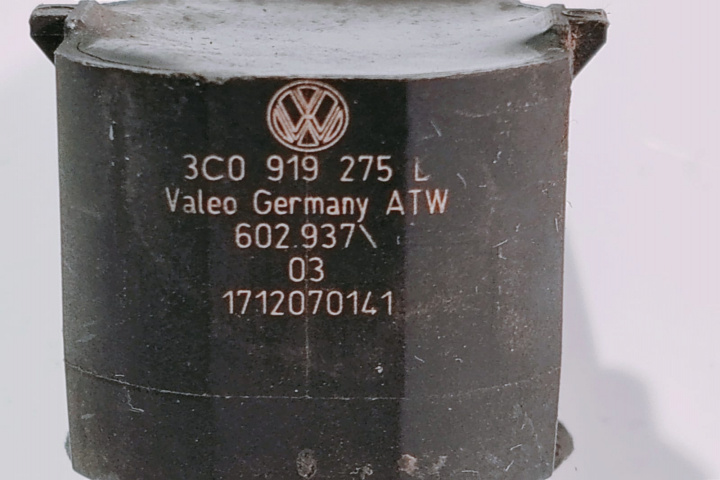 3C0 919 275 L
Valeo Germany ATW
602.937\
03
1712070141